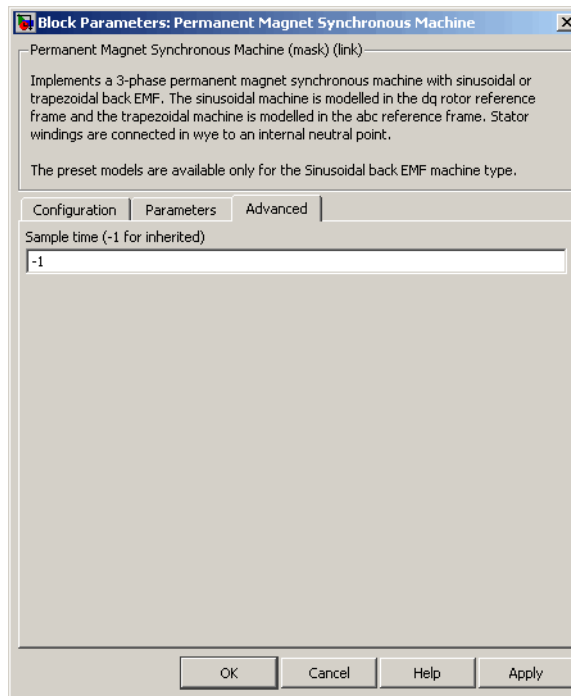 Block Parameters: Permanent Magnet Synchronous Machine
Permanent Magnet Synchronous Machine (mask) (link)
Implements a 3-phase permanent magnet synchronous machine with sinusoidal or
trapezoidal back EMF. The sinusoidal machine is modelled in the dq rotor reference
frame and the trapezoidal machine is modelled in the abc reference frame. Stator
windings are connected in wye to an internal neutral point.
The preset models are available only for the Sinusoidal back EMF machine type.
Configuration Parameters Advanced
Sample time (-1 for inherited)
-1
OK Cancel Help Apply